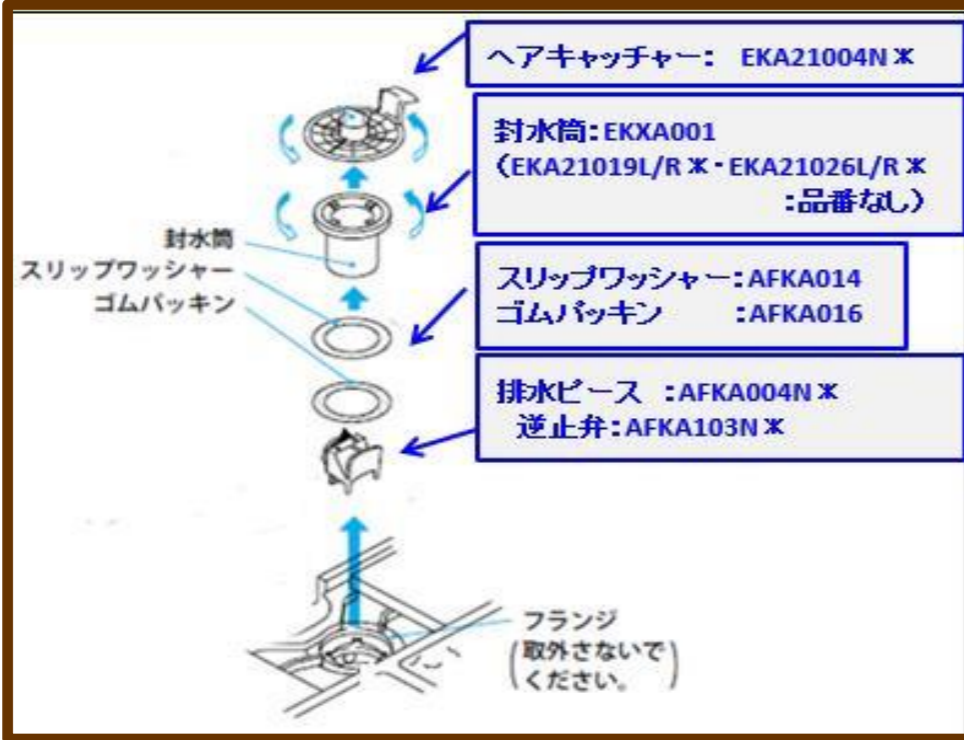 ヘアキャッチャー： EKA21004N※
封水筒：EKXA001
（EKA21019L/R※・EKA21026L/R※
：品番なし）
封水筒
スリップワッシャー
ゴムパッキン
スリップワッシャー：AFKA014
ゴムパッキン ：AFKA016
排水ピース ：AFKA004N※
逆止弁：AFKA103N※
フランジ
（取外さないで
ください。）